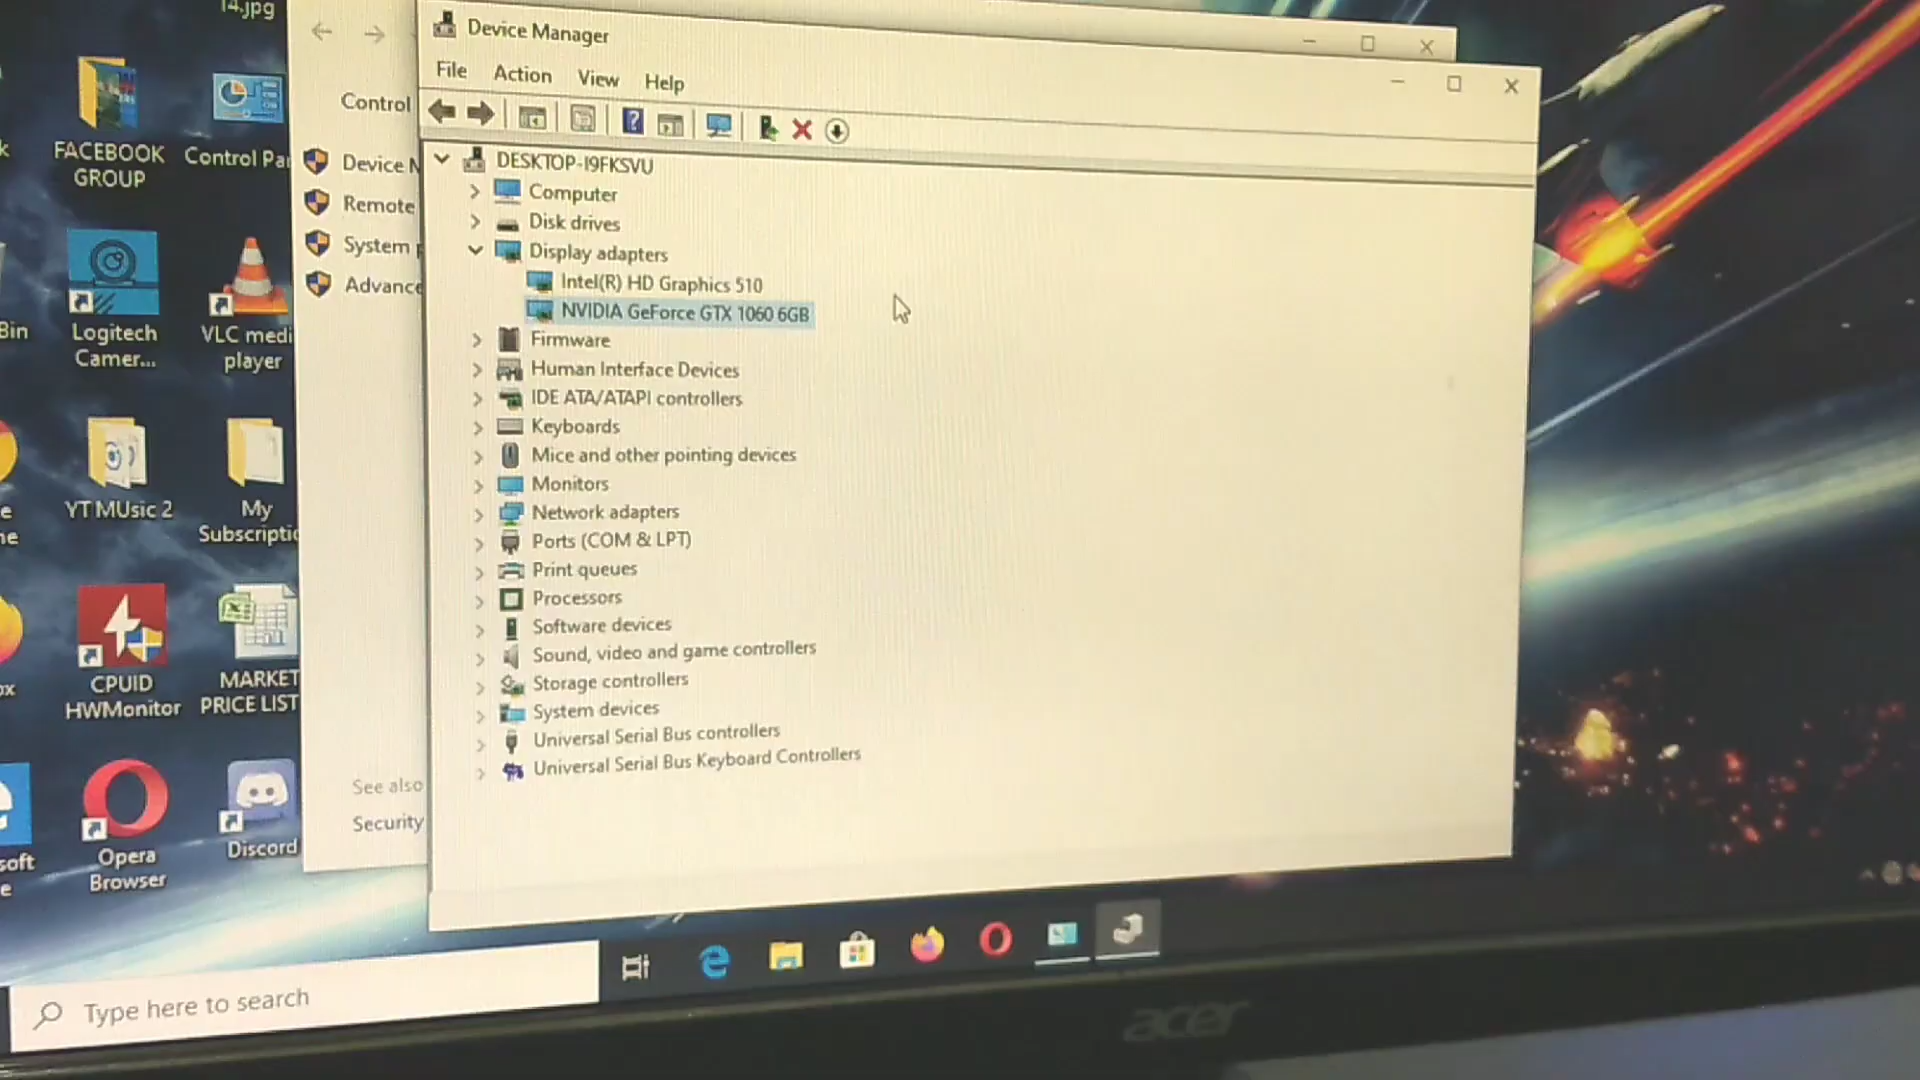 14.jpg
FACEBOOK
GROUP
Control Pa
Logitech
Camer...
VLC medi
player
Bin
YT MUsic 2
My
Subscriptic
CPUID
HWMonitor
MARKET
PRICE LIST
Opera
Browser
Discord
soft
Control
Device M
Remote
System p
Advance
See also
Security
Device Manager
File Action View Help
DESKTOP-I9FKSVU
Computer
Disk drives
Display adapters
Intel(R) HD Graphics 510
NVIDIA GeForce GTX 1060 6GB
Firmware
Human Interface Devices
IDE ATA/ATAPI controllers
Keyboards
Mice and other pointing devices
Monitors
Network adapters
Ports (COM & LPT)
Print queues
Processors
Software devices
Sound, video and game controllers
Storage controllers
System devices
Universal Serial Bus controllers
Universal Serial Bus Keyboard Controllers
Type here to search
acer